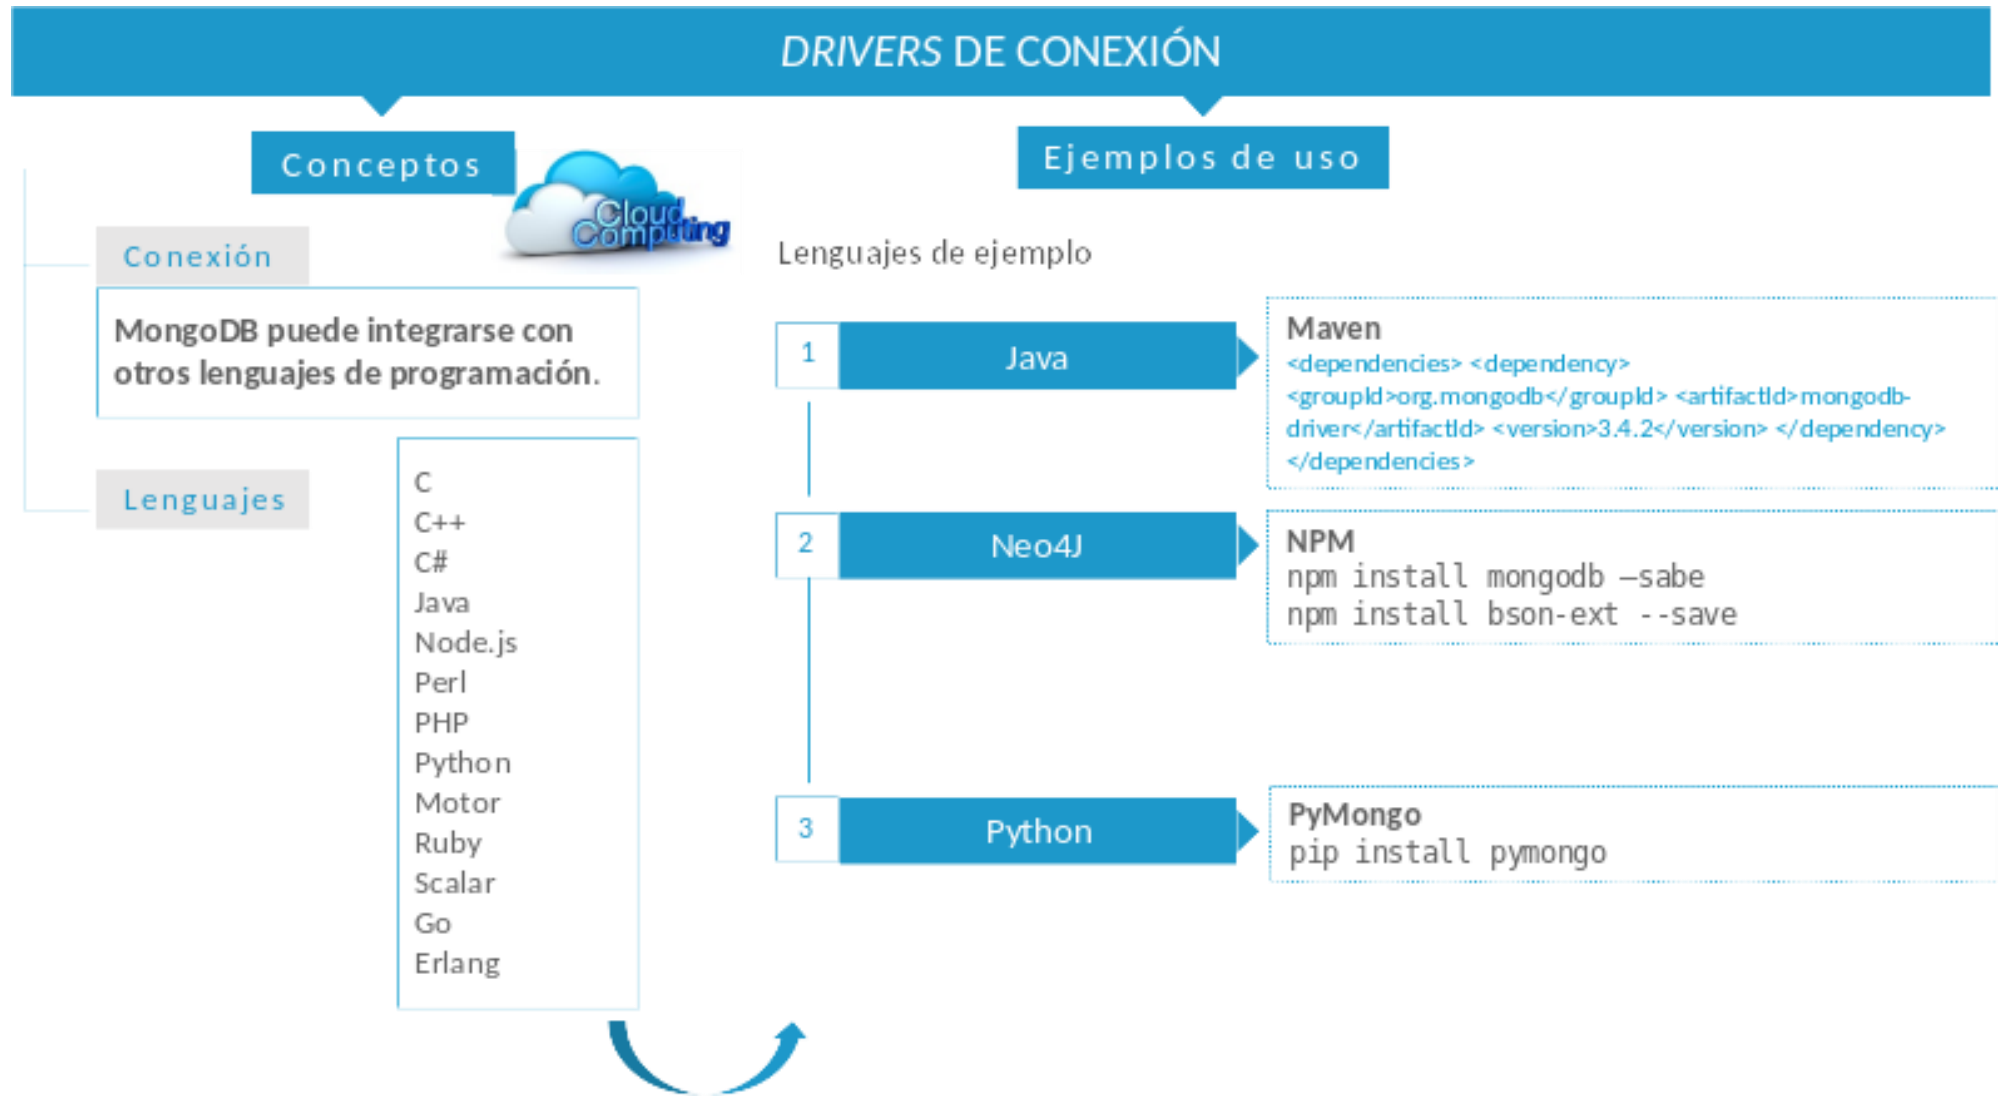 DRIVERS DE CONEXIÓN
Conceptos
Cloud
Computing
Conexión
MongoDB puede integrarse con
otros lenguajes de programación.
Lenguajes
C
C++
C#
Java
Node.js
Perl
PHP
Python
Motor
Ruby
Scalar
Go
Erlang
Ejemplos de uso
Lenguajes de ejemplo
1
Java
Maven
<dependencies> <dependency>
<groupId>org.mongodb</groupId> <artifactId>mongodb-
driver</artifactId> <version>3.4.2</version> </dependency>
</dependencies>
2
Neo4J
NPM
npm install mongodb –sabe
npm install bson-ext --save
3
Python
PyMongo
pip install pymongo